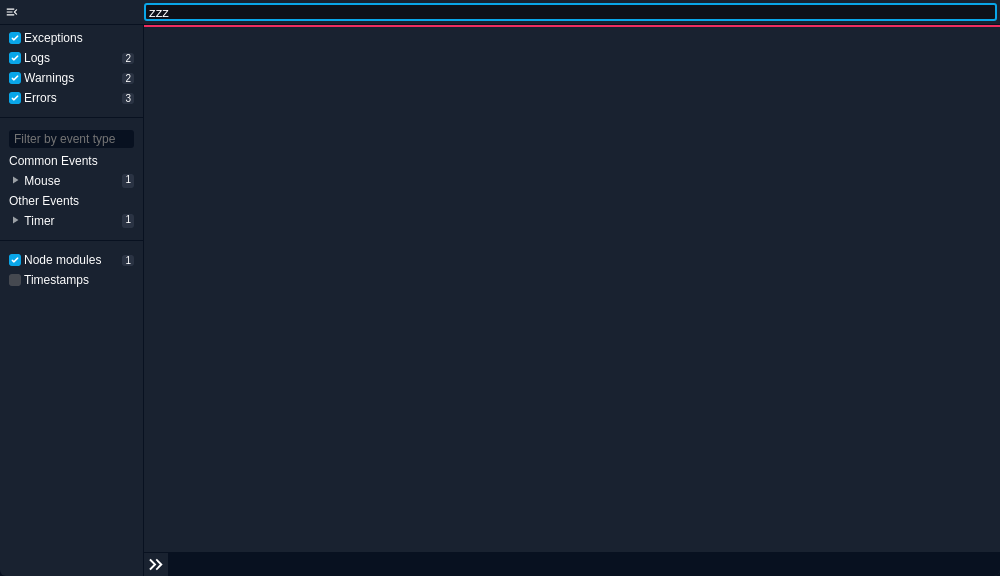 zzz
Exceptions
Logs 2
Warnings 2
Errors 3
Filter by event type
Common Events
Mouse 1
Other Events
Timer 1
Node modules 1
Timestamps